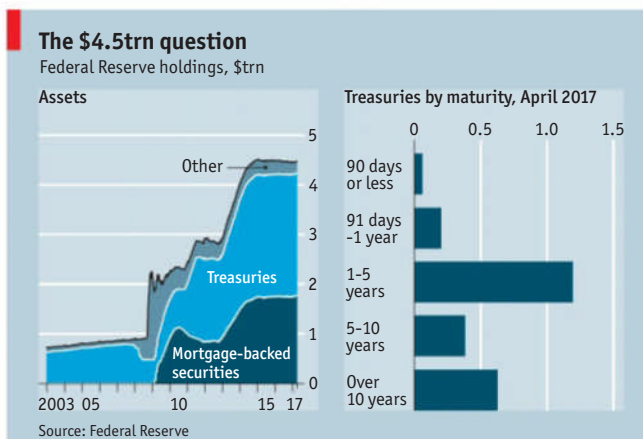 The $4.5trn question
Federal Reserve holdings, $trn
Assets
5
4
3
2
1
0
Other
Treasuries
Mortgage-backed
securities
2003 05 10 15 17
Treasuries by maturity, April 2017
0 0.5 1.0 1.5
90 days
or less
91 days
-1 year
1-5
years
5-10
years
Over
10 years
Source: Federal Reserve